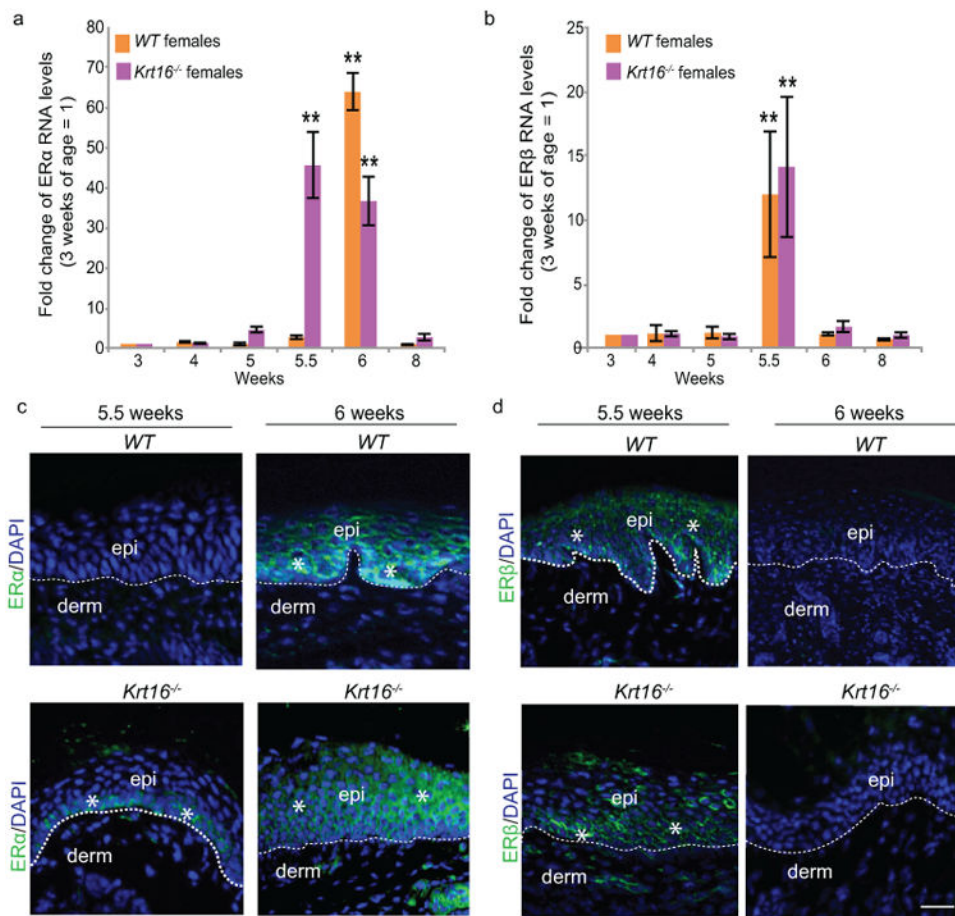 a
Fold change of ERα RNA levels
(3 weeks of age = 1)
80
70
60
50
40
30
20
10
0
WT females
Krt16-/- females
**
**
**
3 4 5 5.5 6 8
Weeks
b
Fold change of ERβ RNA levels
(3 weeks of age = 1)
25
20
15
10
5
0
WT females
Krt16-/- females
**
**
3 4 5 5.5 6 8
Weeks
c
5.5 weeks 6 weeks
WT
ERα/DAPI
epi
derm
epi
*
*
derm
Krt16-/-
ERα/DAPI
epi
*
*
derm
epi
*
*
derm
d
5.5 weeks 6 weeks
WT
ERβ/DAPI
epi
*
*
derm
epi
derm
Krt16-/-
ERβ/DAPI
epi
*
*
derm
epi
derm